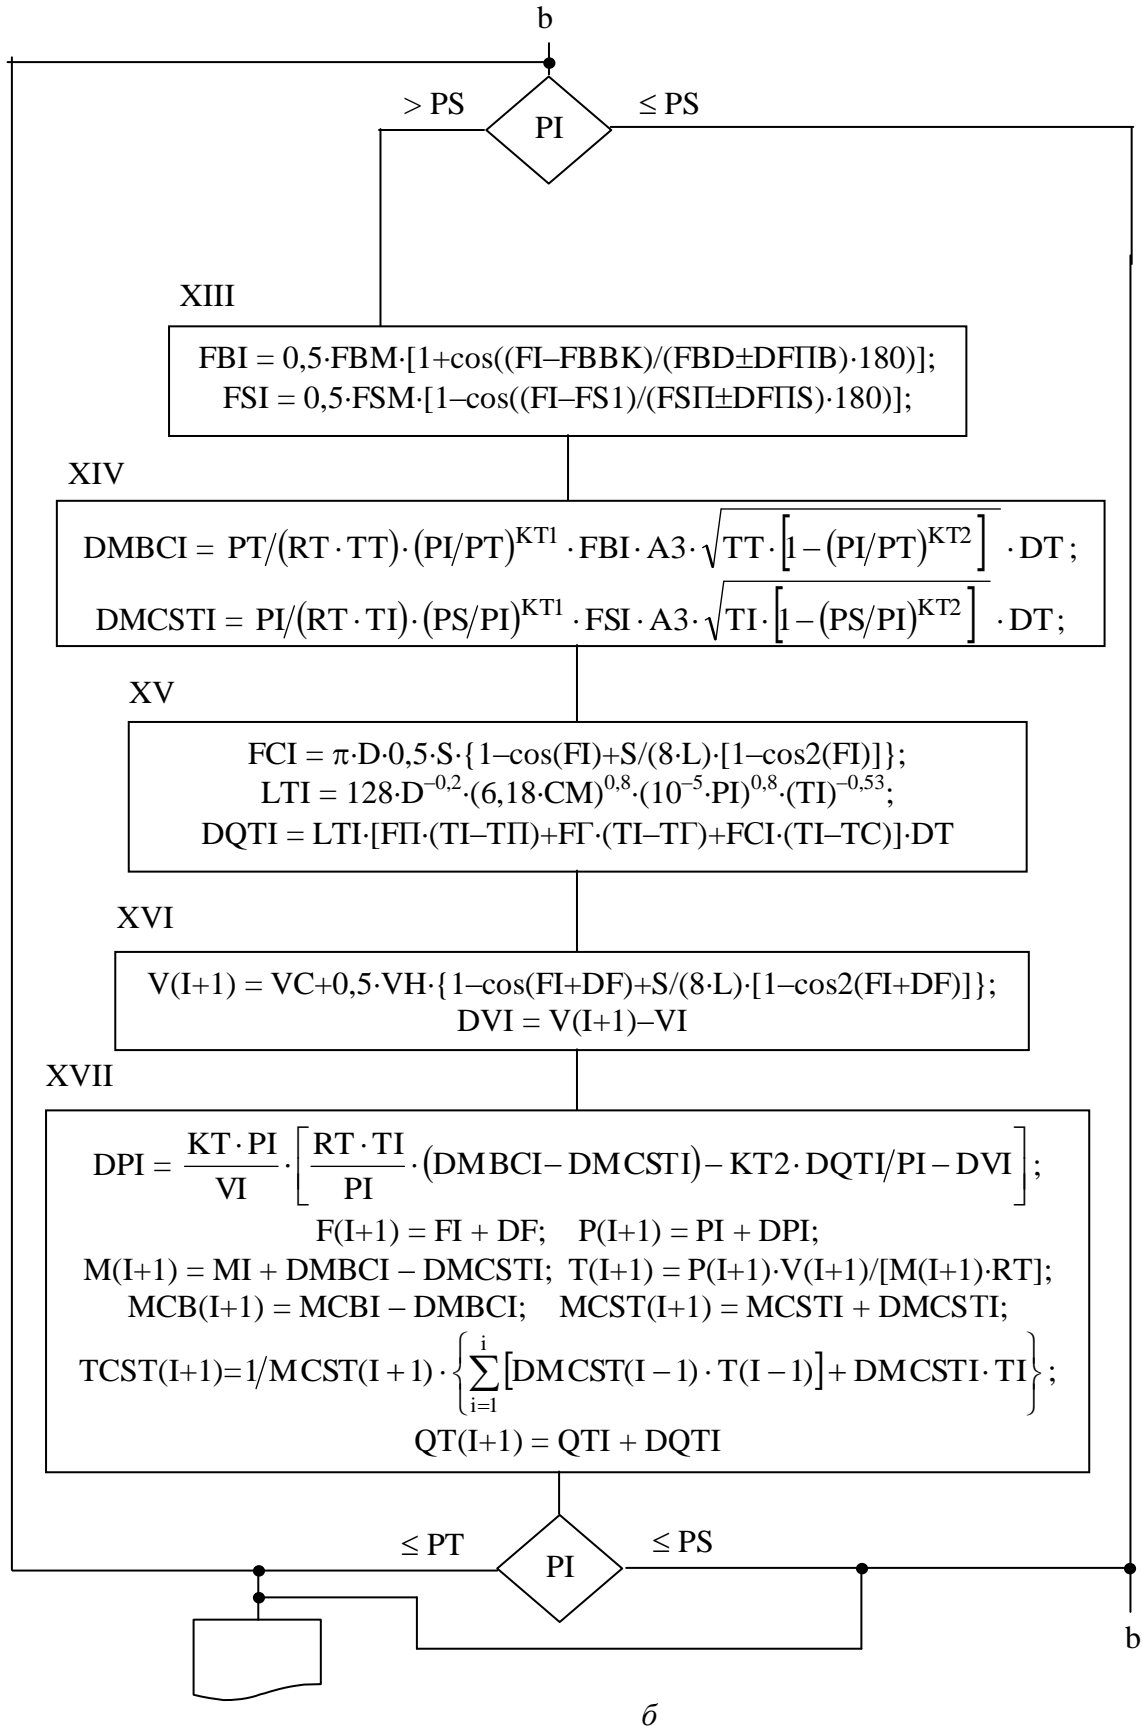 b
> PS
≤ PS
PI
XIII
FBI = 0,5·FBM·[1+cos((FI–FBBK)/(FBD±DFПB)·180)];
FSI = 0,5·FSM·[1–cos((FI–FS1)/(FSП±DFПS)·180)];
XIV
DMBCI = PT/(RT·TT)·(PI/PT)^KT1·FBI·A3·√(TT·[1–(PI/PT)^KT2])·DT;
DMCSTI = PI/(RT·TI)·(PS/PI)^KT1·FSI·A3·√(TI·[1–(PS/PI)^KT2])·DT;
XV
FCI = π·D·0,5·S·{1–cos(FI)+S/(8·L)·[1–cos2(FI)]};
LTI = 128·D^–0,2·(6,18·CM)^0,8·(10^–5·PI)^0,8·(TI)^–0,53;
DQTI = LTI·[FП·(TI–TП)+FГ·(TI–TГ)+FCI·(TI–TC)]·DT
XVI
V(I+1) = VC+0,5·VH·{1–cos(FI+DF)+S/(8·L)·[1–cos2(FI+DF)]};
DVI = V(I+1)–VI
XVII
DPI = KT·PI/VI·[RT·TI/PI·(DMBCI–DMCSTI)–KT2·DQTI/PI–DVI];
F(I+1) = FI + DF; P(I+1) = PI + DPI;
M(I+1) = MI + DMBCI – DMCSTI; T(I+1) = P(I+1)·V(I+1)/[M(I+1)·RT];
MCB(I+1) = MCBI – DMBCI; MCST(I+1) = MCSTI + DMCSTI;
TCST(I+1)=1/MCST(I+1)·{∑_{i=1}^{i}[DMCST(I–1)·T(I–1)]+DMCSTI·TI};
QT(I+1) = QTI + DQTI
≤ PT
≤ PS
PI
b
б